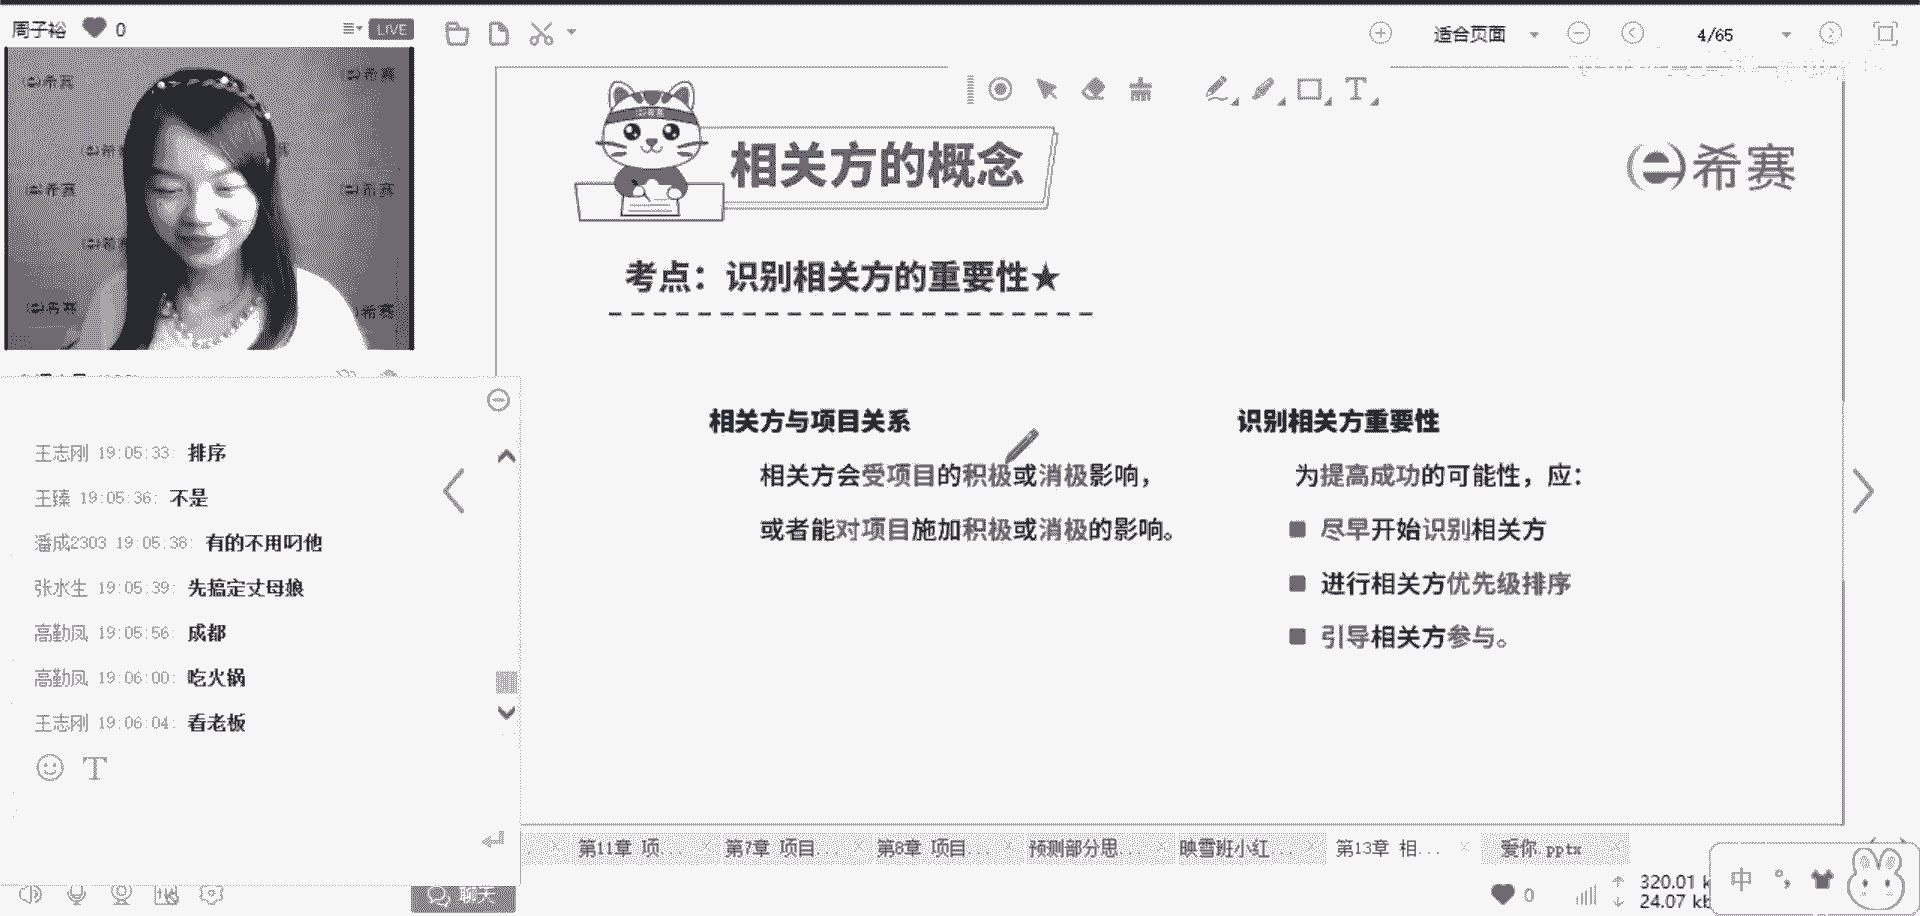 周子裕 0 LIVE
适合页面 4/65
希赛
相关方的概念
希赛
考点：识别相关方的重要性★
相关方与项目关系
相关方会受项目的积极或消极影响，
或者能对项目施加积极或消极的影响。
识别相关方重要性
为提高成功的可能性，应：
■ 尽早开始识别相关方
■ 进行相关方优先级排序
■ 引导相关方参与。
王志刚 19:05:33: 排序
王臻 19:05:36: 不是
潘成2303 19:05:38: 有的不用叼他
张水生 19:05:39: 先搞定丈母娘
高勤凤 19:05:56: 成都
高勤凤 19:06:00: 吃火锅
王志刚 19:06:04: 看老板
第11章 项... 第7章 项目... 第8章 项目... 预测部分思... 映雪班小红... 第13章 相... 爱你.pptx
聊天
0 320.01 k
24.07 kb
中